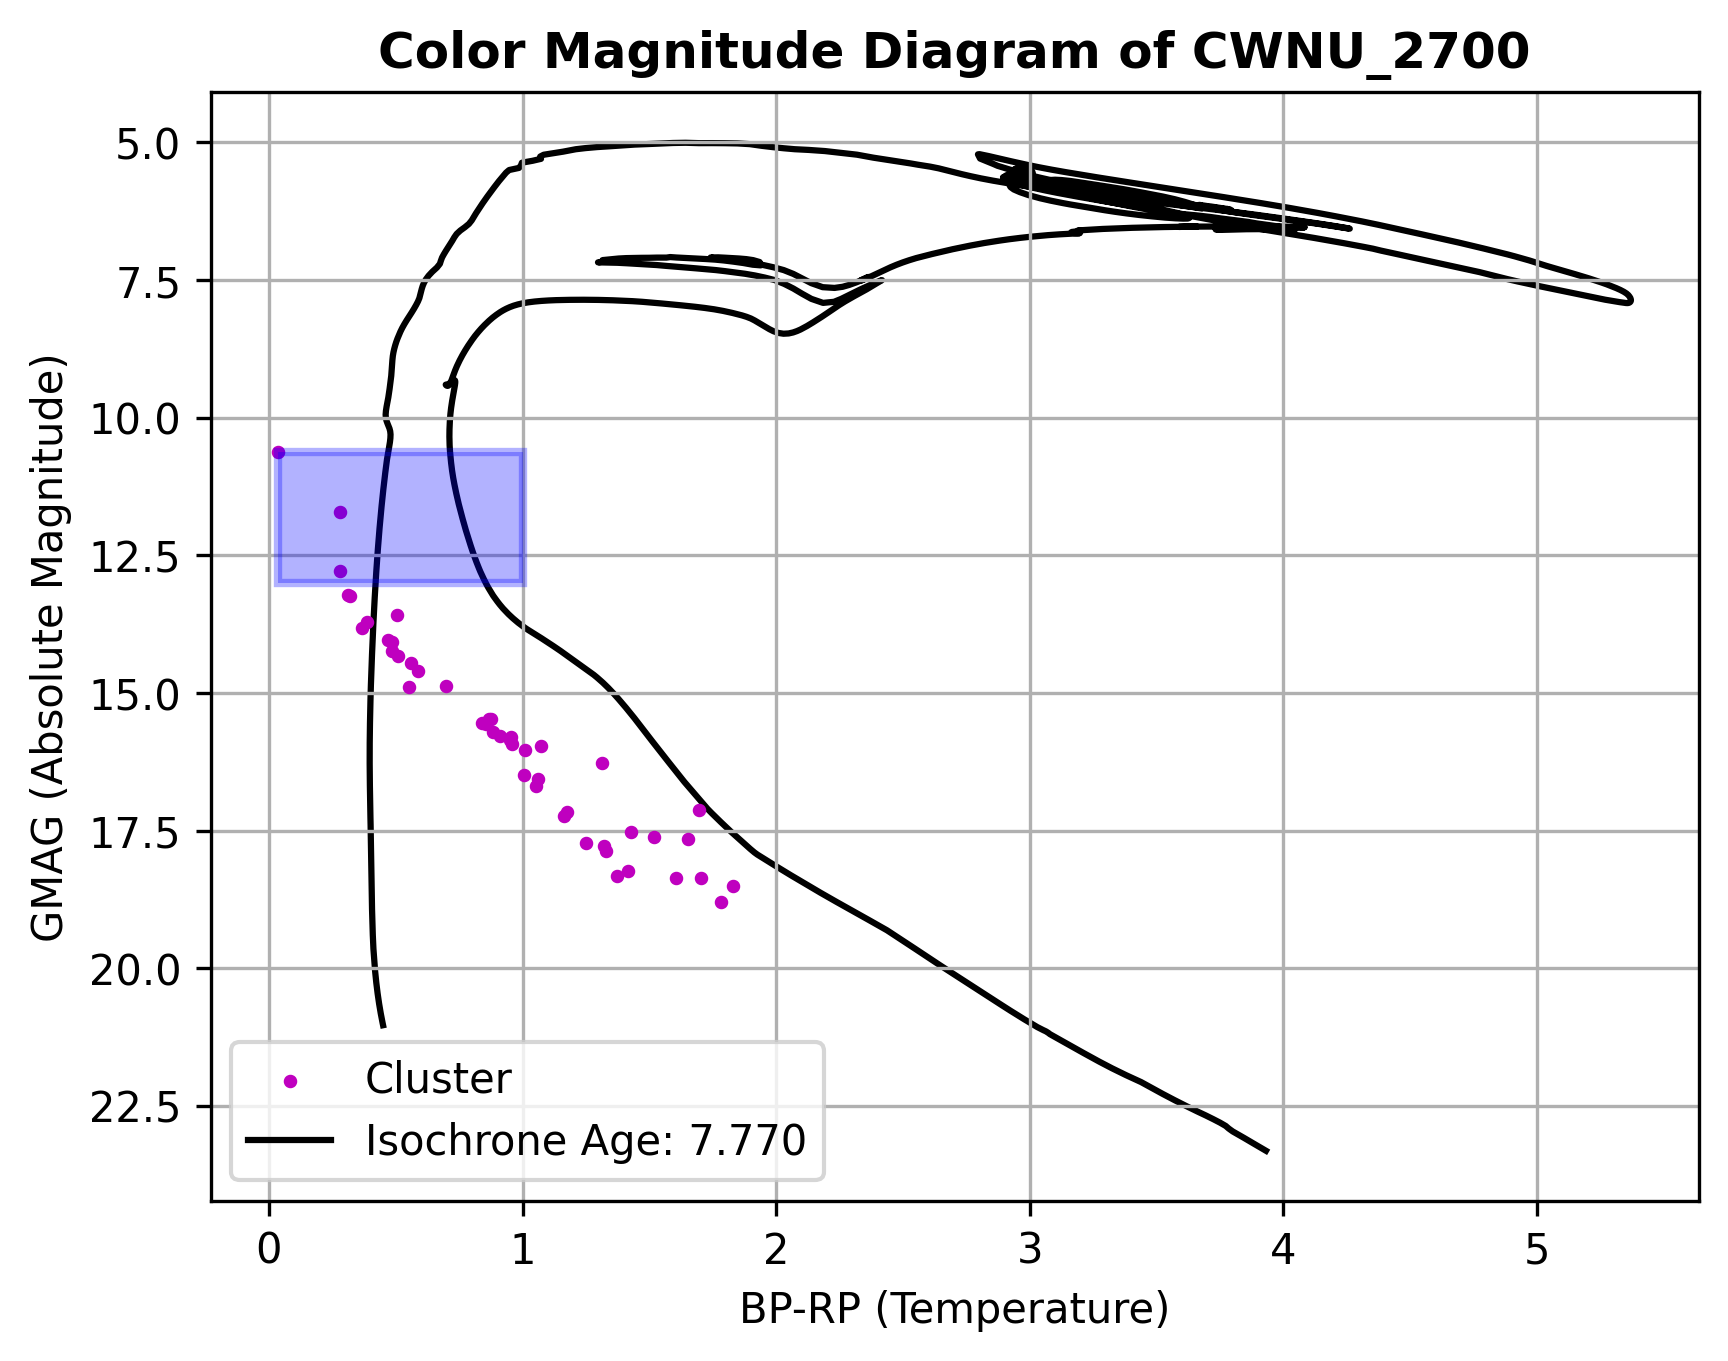 Color Magnitude Diagram of CWNU_2700
GMAG (Absolute Magnitude)
5.0
7.5
10.0
12.5
15.0
17.5
20.0
22.5
Cluster
Isochrone Age: 7.770
0 1 2 3 4 5
BP-RP (Temperature)